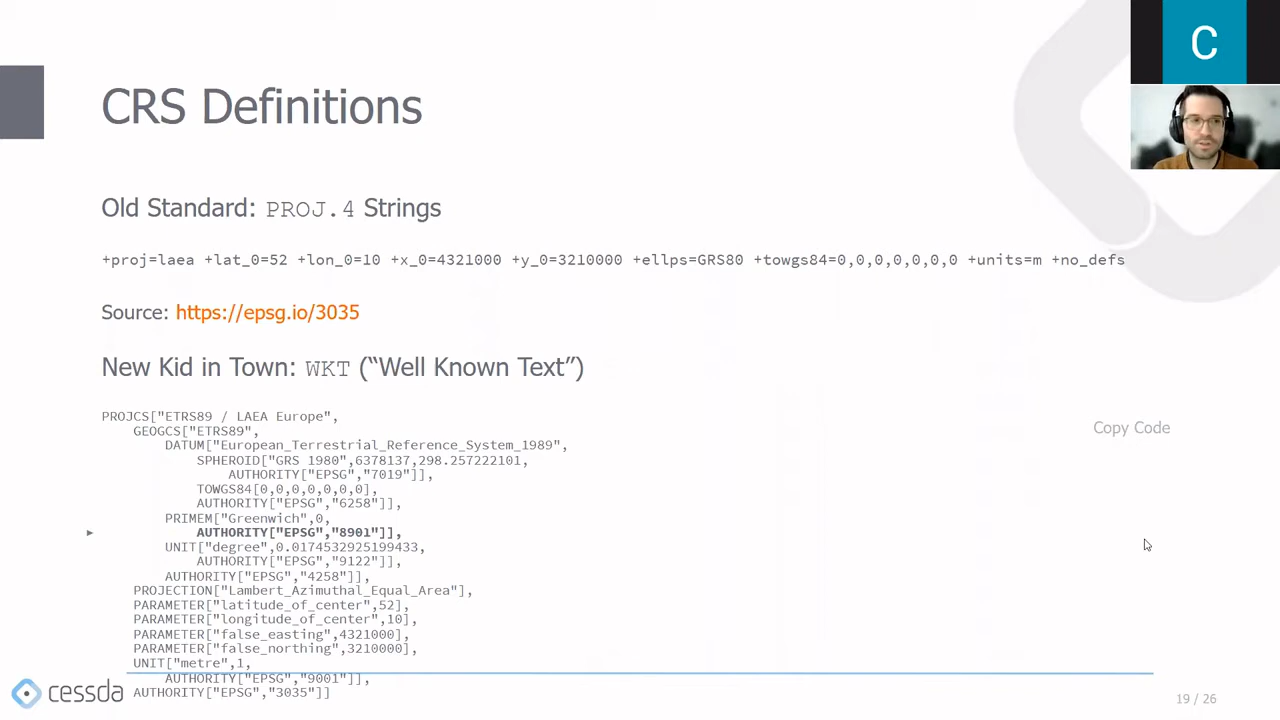 C
CRS Definitions
Old Standard: PROJ.4 Strings
+proj=laea +lat_0=52 +lon_0=10 +x_0=4321000 +y_0=3210000 +ellps=GRS80 +towgs84=0,0,0,0,0,0,0 +units=m +no_defs
Source: https://epsg.io/3035
New Kid in Town: WKT (“Well Known Text”)
Copy Code
PROJCS["ETRS89 / LAEA Europe",
GEOGCS["ETRS89",
DATUM["European_Terrestrial_Reference_System_1989",
SPHEROID["GRS 1980",6378137,298.257222101,
AUTHORITY["EPSG","7019"]],
TOWGS84[0,0,0,0,0,0,0],
AUTHORITY["EPSG","6258"]],
PRIMEM["Greenwich",0,
AUTHORITY["EPSG","8901"]],
UNIT["degree",0.0174532925199433,
AUTHORITY["EPSG","9122"]],
AUTHORITY["EPSG","4258"]],
PROJECTION["Lambert_Azimuthal_Equal_Area"],
PARAMETER["latitude_of_center",52],
PARAMETER["longitude_of_center",10],
PARAMETER["false_easting",4321000],
PARAMETER["false_northing",3210000],
UNIT["metre",1,
AUTHORITY["EPSG","9001"]],
AUTHORITY["EPSG","3035"]]
cessda
19 / 26